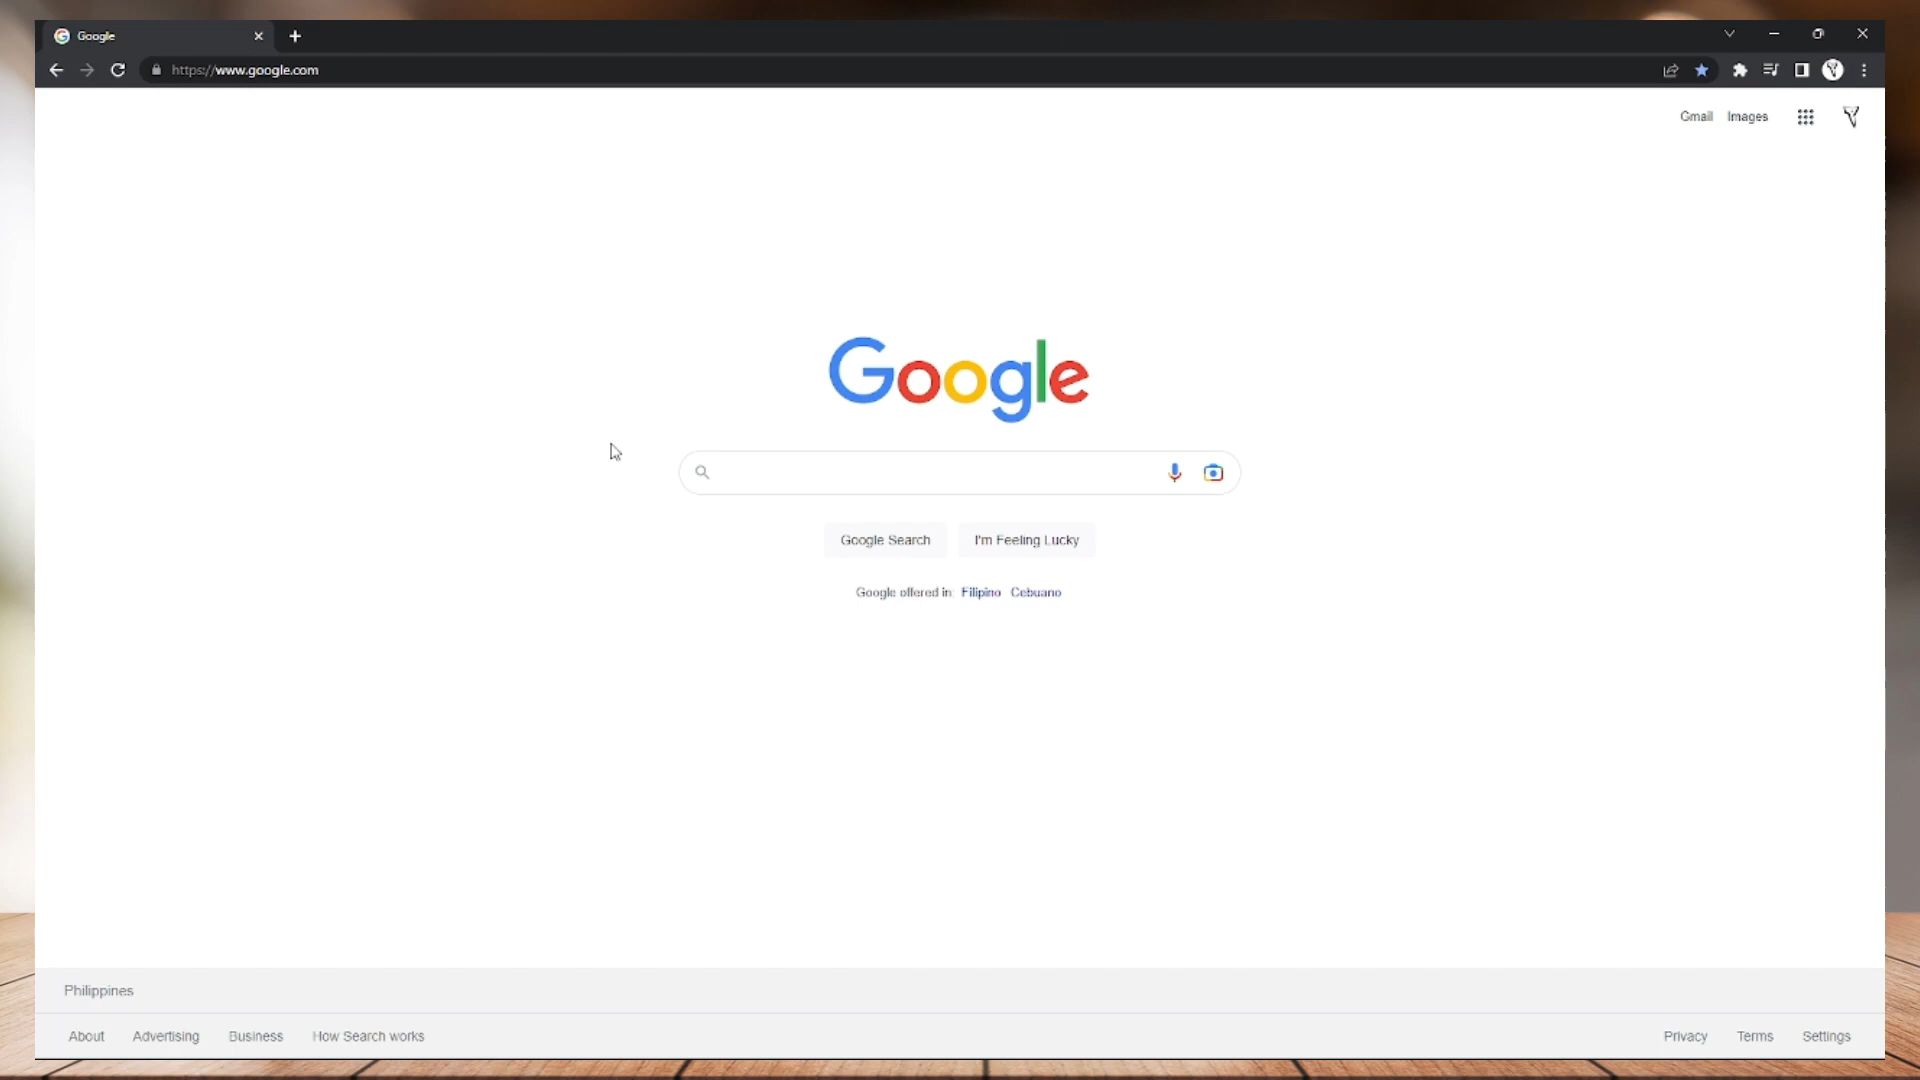 Google
https://www.google.com
Gmail Images
Google
Google Search I'm Feeling Lucky
Google offered in: Filipino Cebuano
Philippines
About Advertising Business How Search works Privacy Terms Settings